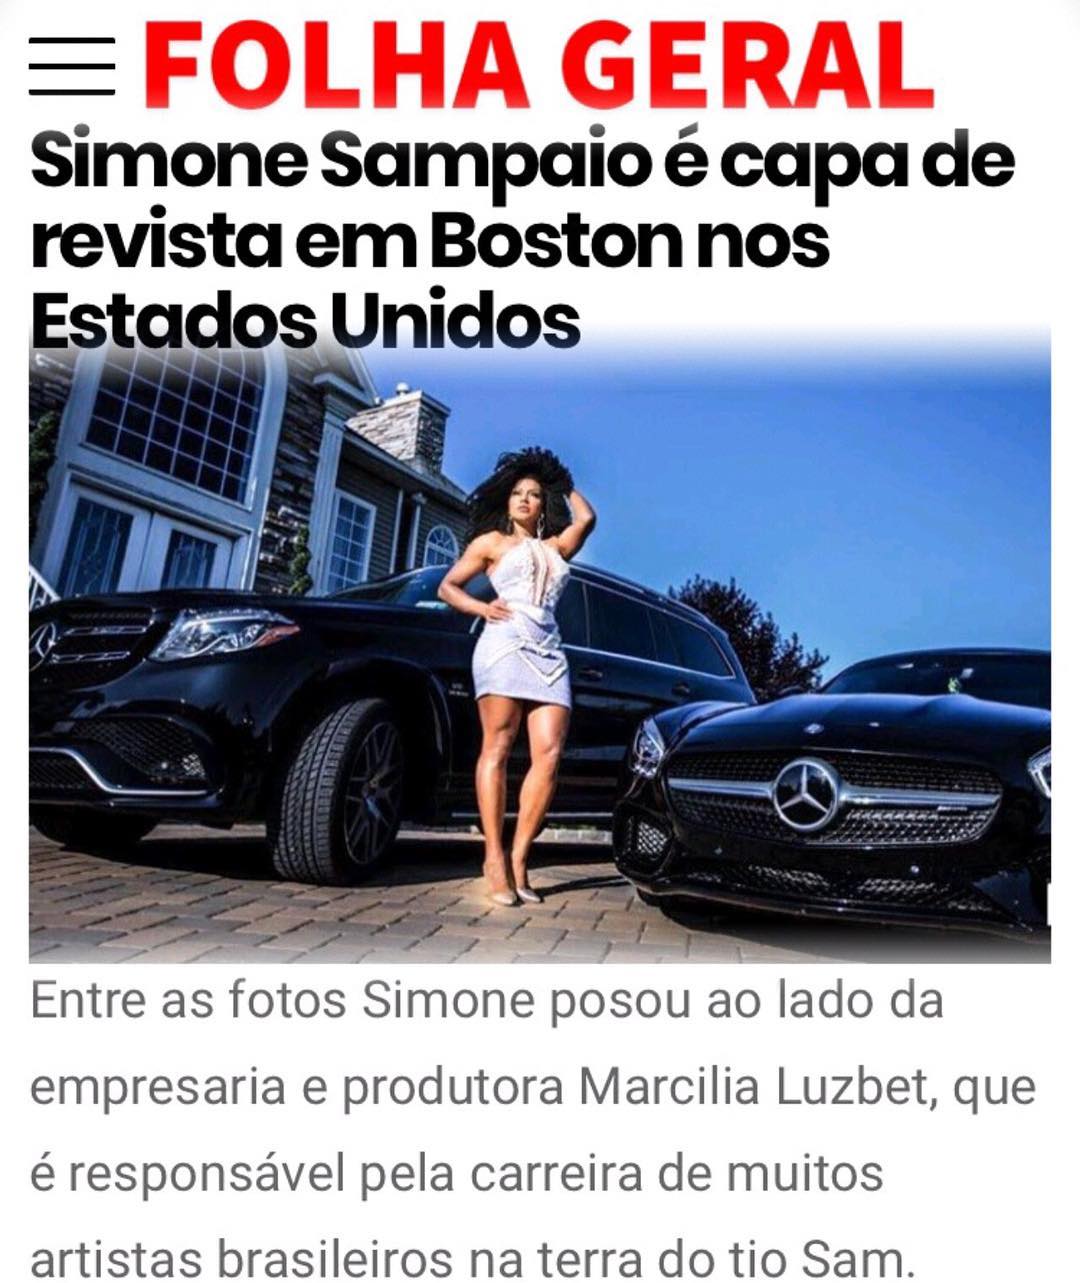 FOLHA GERAL
Simone Sampaio é capa de
revista em Boston nos
Estados Unidos
Entre as fotos Simone posou ao lado da
empresaria e produtora Marcilia Luzbet, que
é responsável pela carreira de muitos
artistas brasileiros na terra do tio Sam.